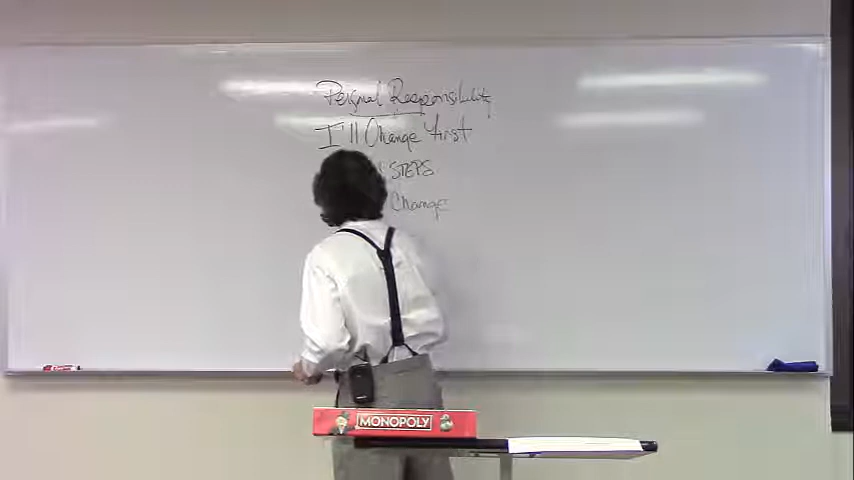 Personal Responsibility
I'll Change first
STEPS
Change
MONOPOLY